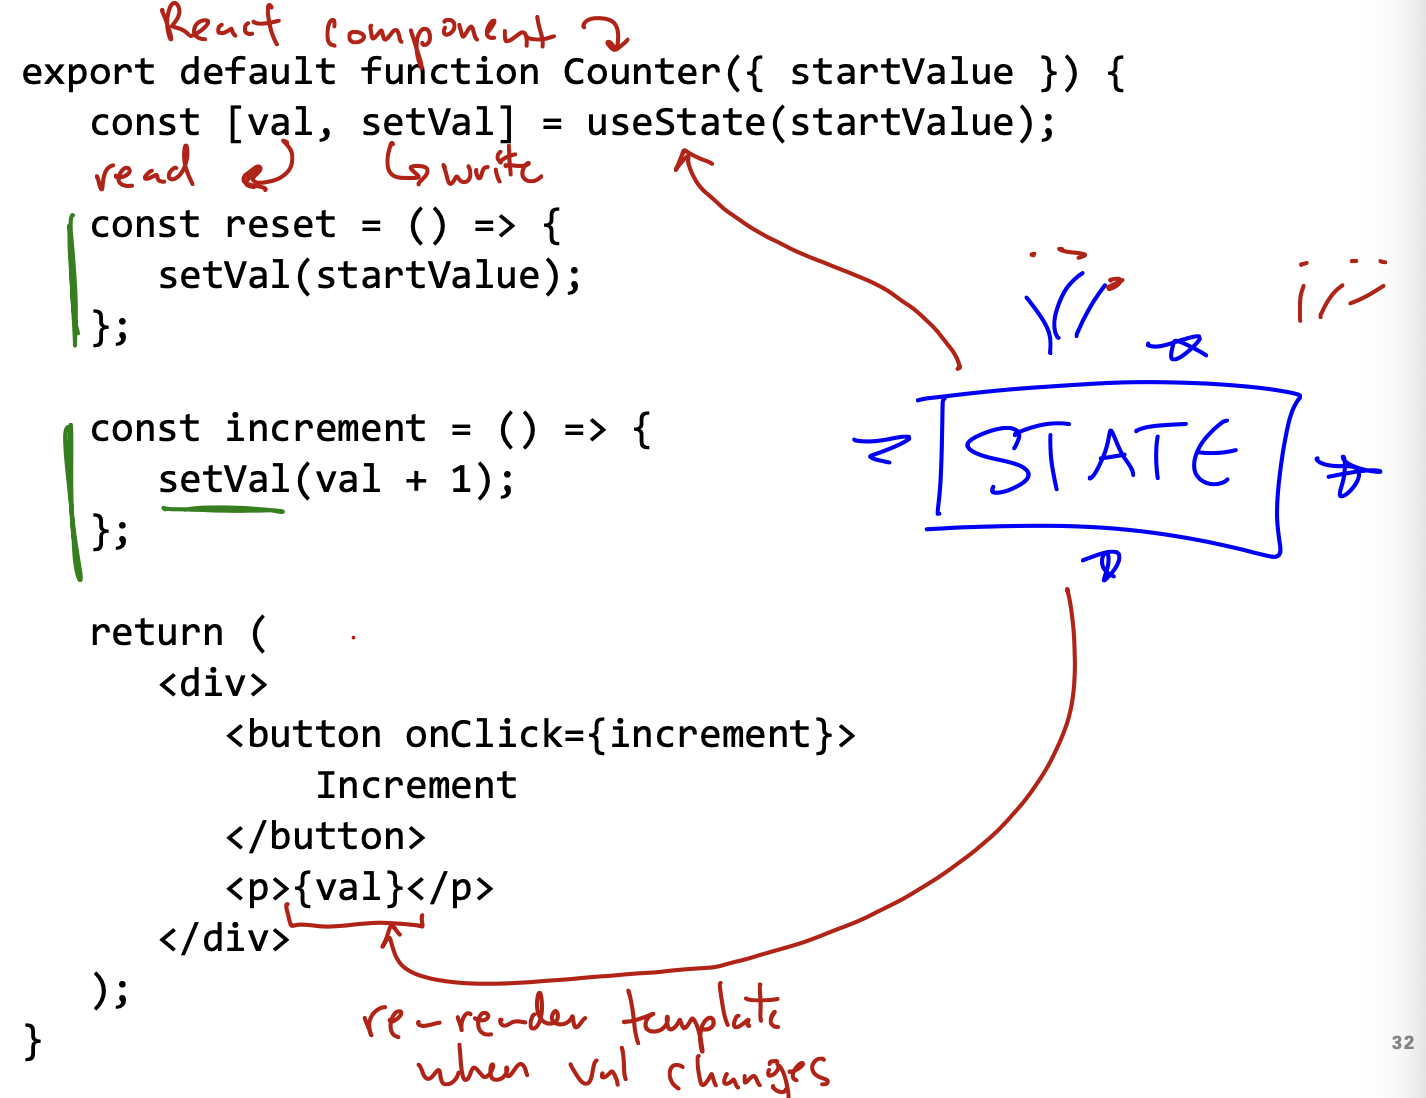 React component
export default function Counter({ startValue }) {
const [val, setVal] = useState(startValue);
read write
const reset = () => {
setVal(startValue);
};
const increment = () => {
setVal(val + 1);
};
STATE
return (
<div>
<button onClick={increment}>
Increment
</button>
<p>{val}</p>
</div>
);
re-render template
}
when val changes
32